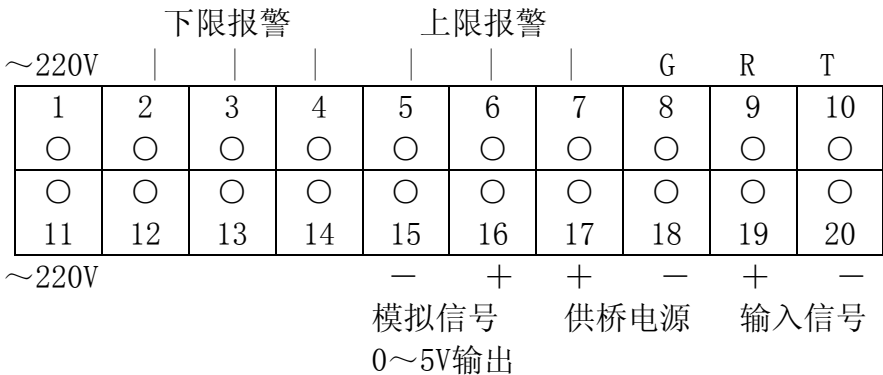 下限报警 上限报警
～220V | | | | | | G R T
1 2 3 4 5 6 7 8 9 10
○ ○ ○ ○ ○ ○ ○ ○ ○ ○
○ ○ ○ ○ ○ ○ ○ ○ ○ ○
11 12 13 14 15 16 17 18 19 20
～220V － ＋ ＋ － ＋ －
模拟信号 供桥电源 输入信号
0～5V输出